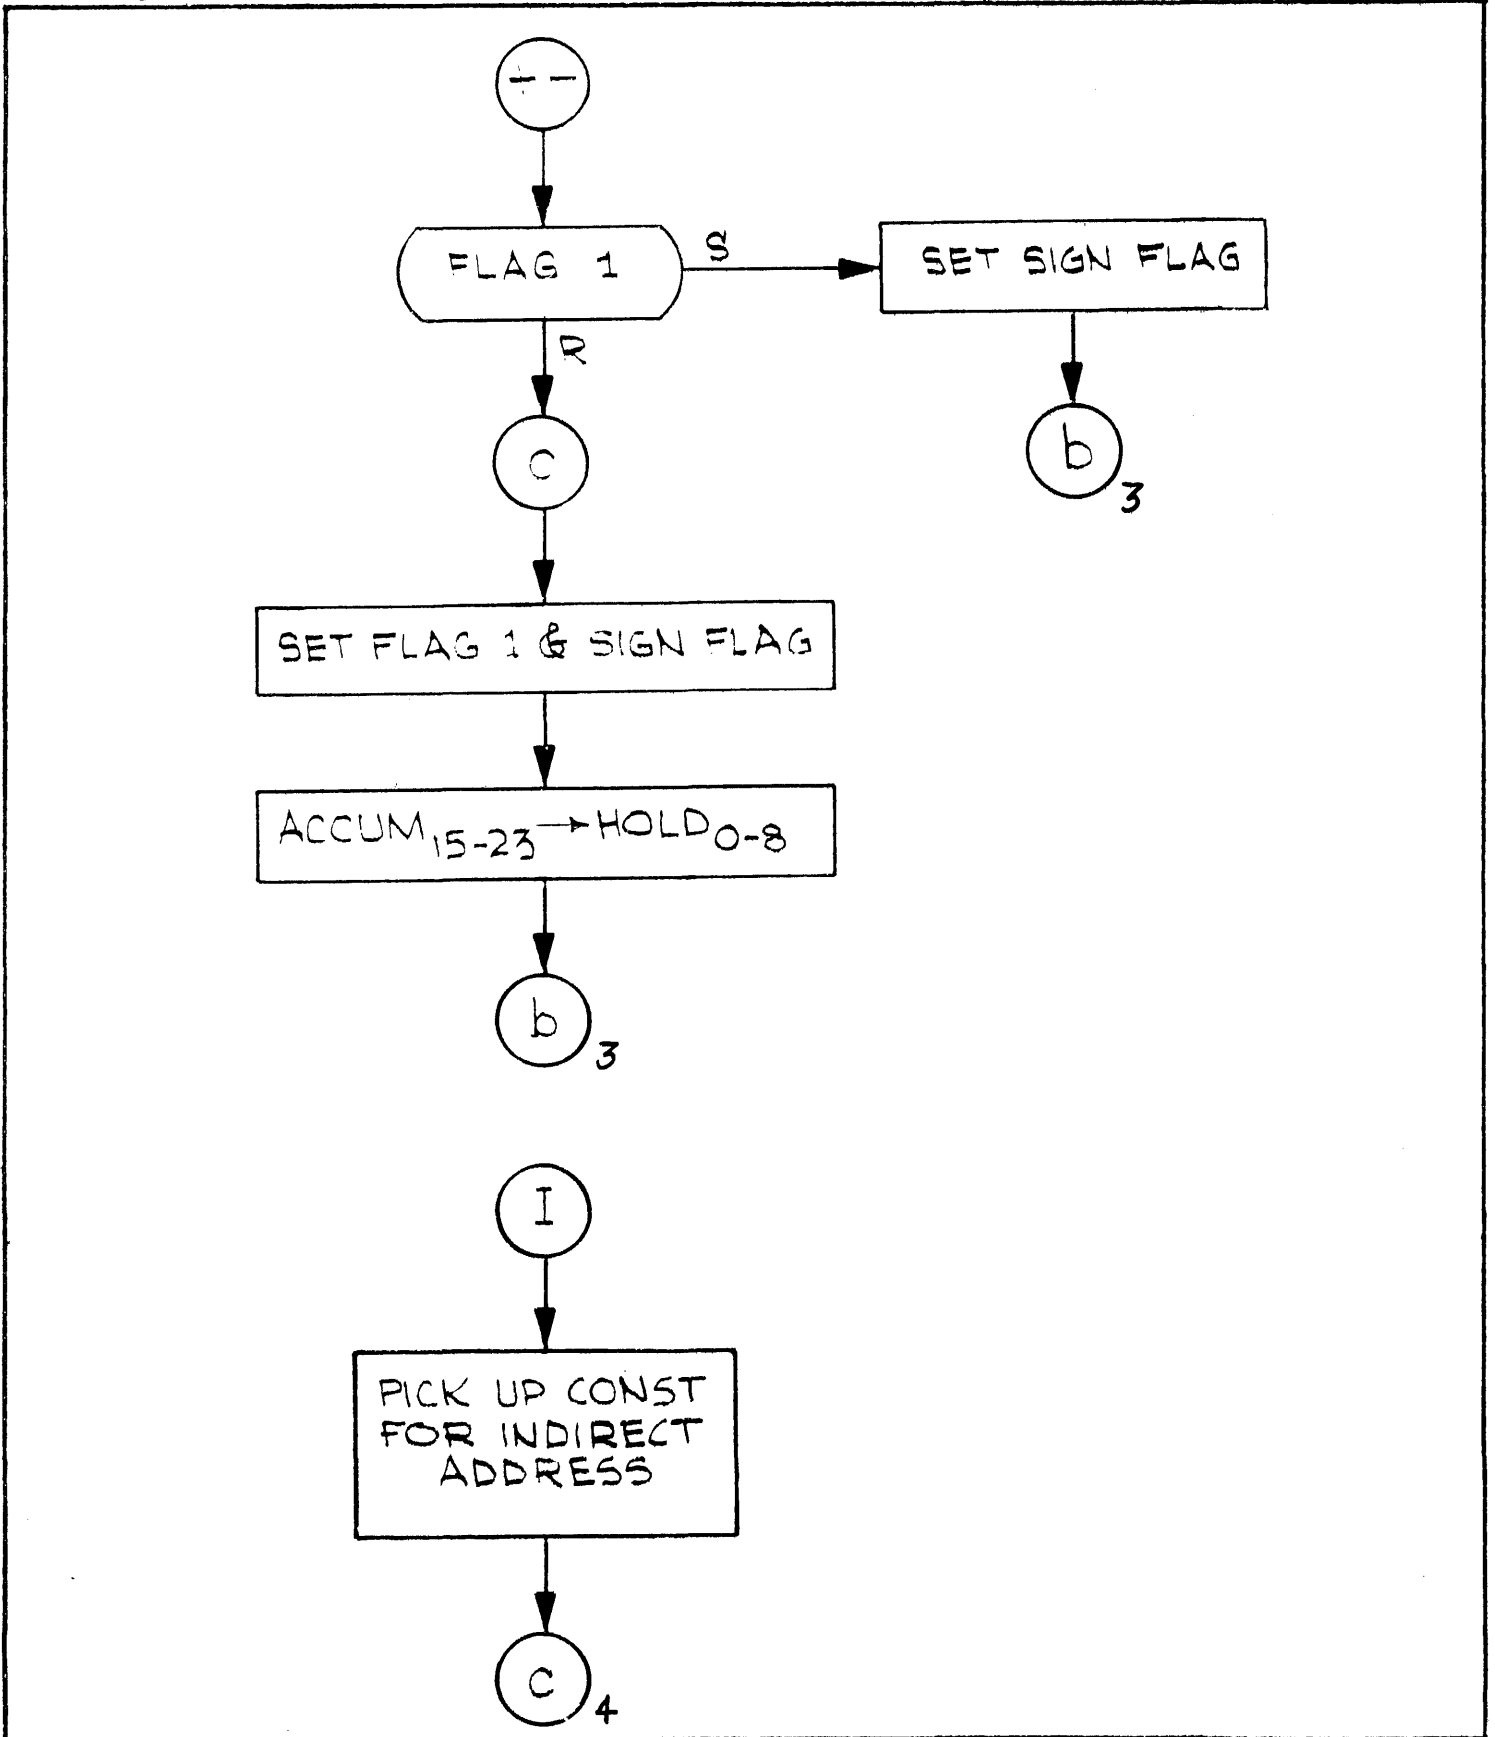 + -
FLAG 1
S
SET SIGN FLAG
R
c
b
3
SET FLAG 1 & SIGN FLAG
ACCUM15-23→HOLD0-8
b
3
I
PICK UP CONST
FOR INDIRECT
ADDRESS
C
4